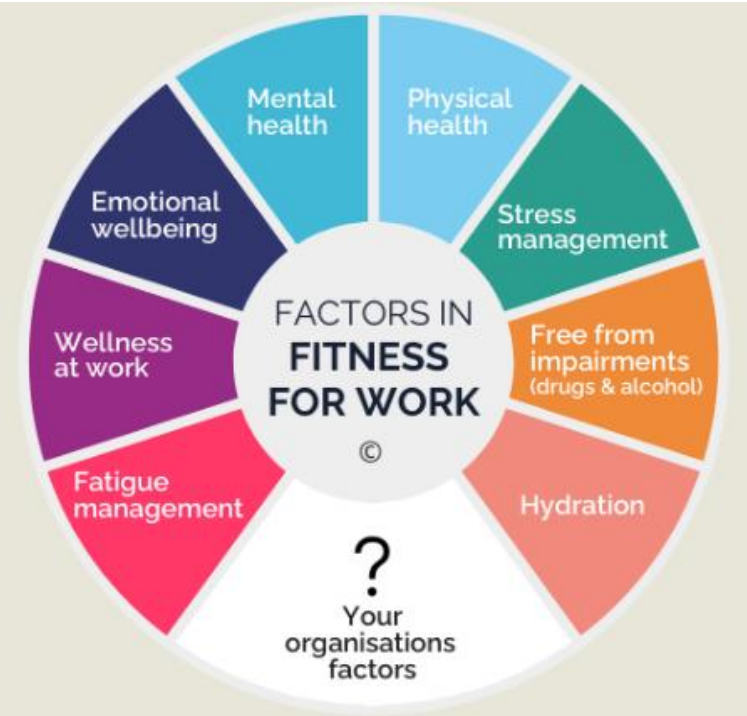 FACTORS IN
FITNESS
FOR WORK
©
Mental
health
Physical
health
Stress
management
Free from
impairments
(drugs & alcohol)
Hydration
?
Your
organisations
factors
Fatigue
management
Wellness
at work
Emotional
wellbeing